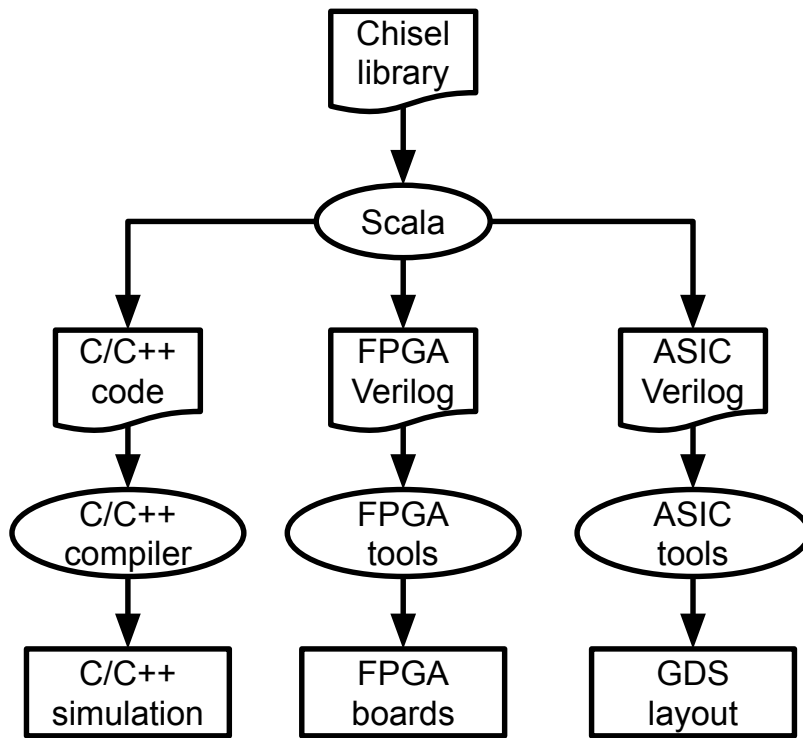 Chisel
library
Scala
C/C++
code
FPGA
Verilog
ASIC
Verilog
C/C++
compiler
FPGA
tools
ASIC
tools
C/C++
simulation
FPGA
boards
GDS
layout